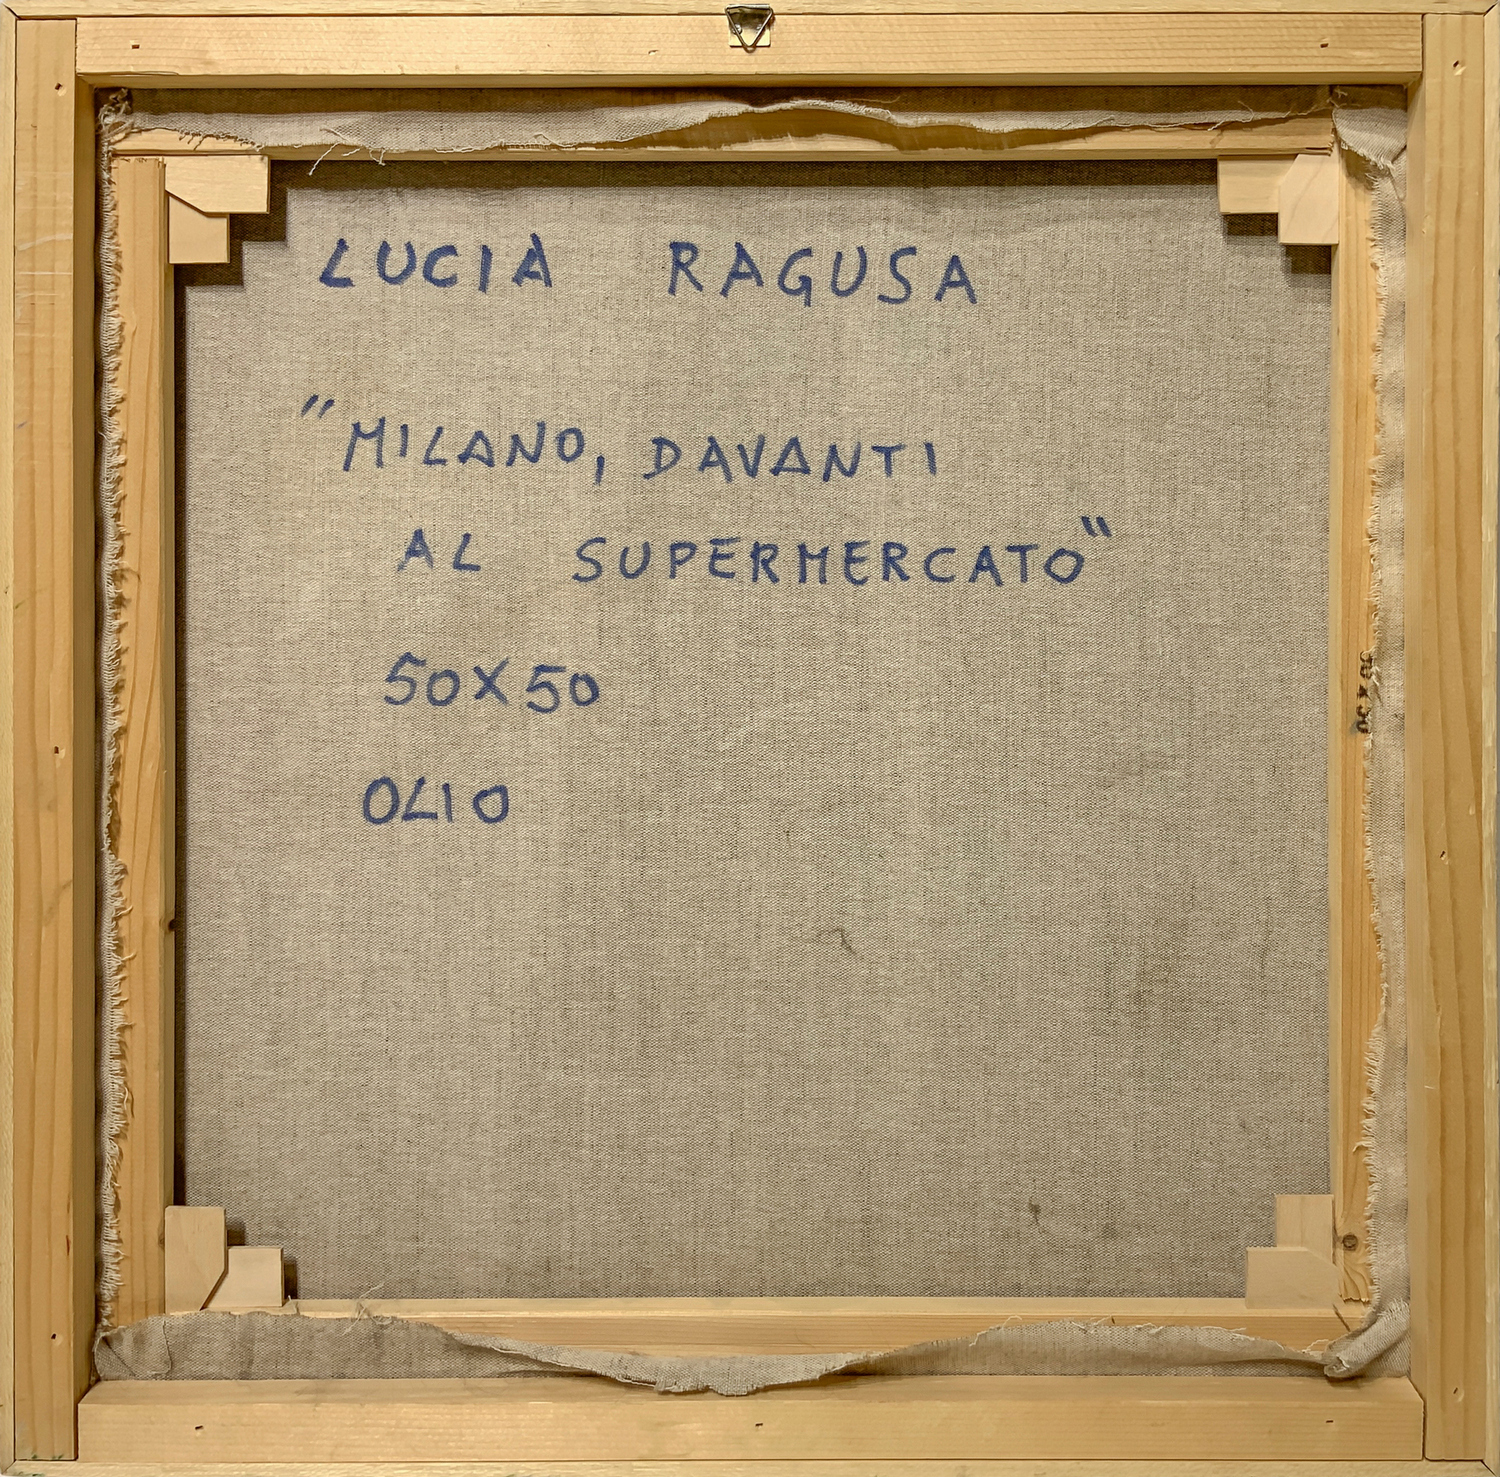 LUCIA RAGUSA
"MILANO, DAVANTI
AL SUPERMERCATO"
50X50
OLIO